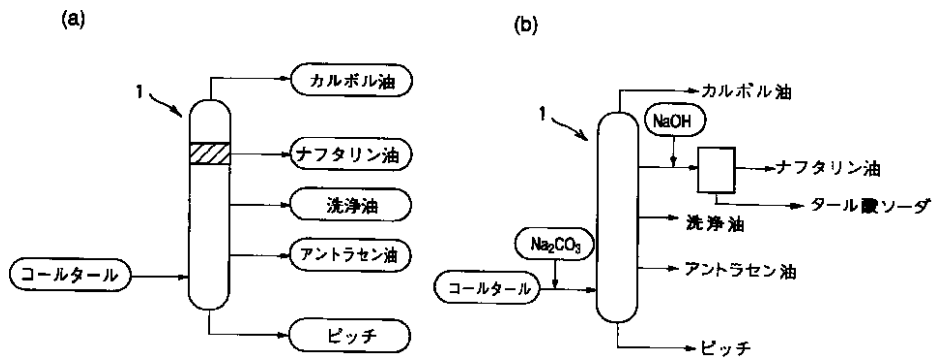 (a)
カルボル油
1
ナフタリン油
洗浄油
アントラセン油
コールタール
ピッチ
(b)
カルボル油
1
NaOH
ナフタリン油
タール酸ソーダ
洗浄油
Na₂CO₃
アントラセン油
コールタール
ピッチ